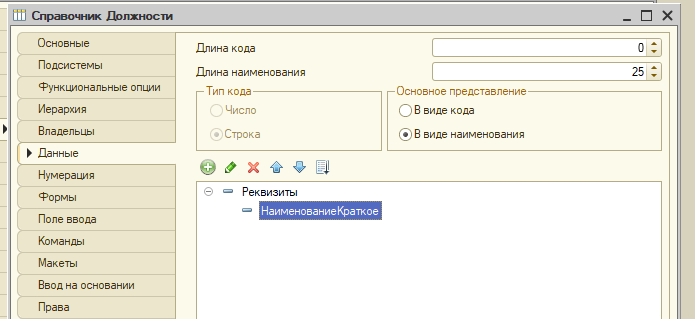 Справочник Должности
Основные
Подсистемы
Функциональные опции
Иерархия
Владельцы
Данные
Нумерация
Формы
Поле ввода
Команды
Макеты
Ввод на основании
Права
Длина кода 0
Длина наименования 25
Тип кода
Число
Строка
Основное представление
В виде кода
В виде наименования
Реквизиты
НаименованиеКраткое